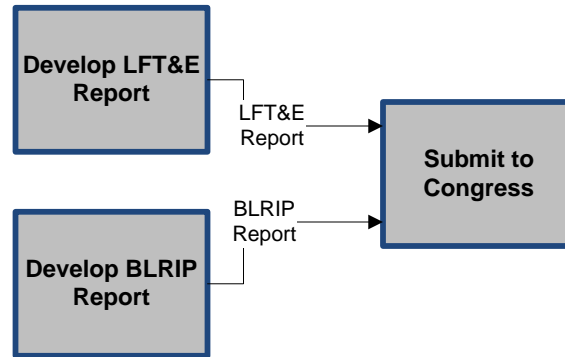 Develop LFT&E
Report
LFT&E
Report
Submit to
Congress
BLRIP
Report
Develop BLRIP
Report